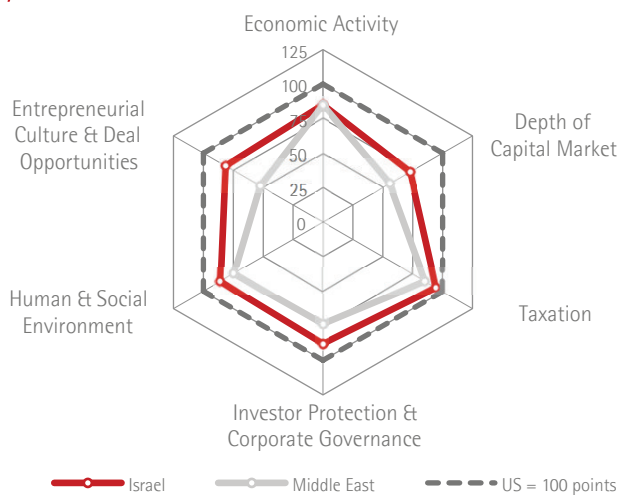 Economic Activity
125
100
75
50
25
0
Entrepreneurial
Culture & Deal
Opportunities
Depth of
Capital Market
Human & Social
Environment
Taxation
Investor Protection &
Corporate Governance
Israel
Middle East
US = 100 points